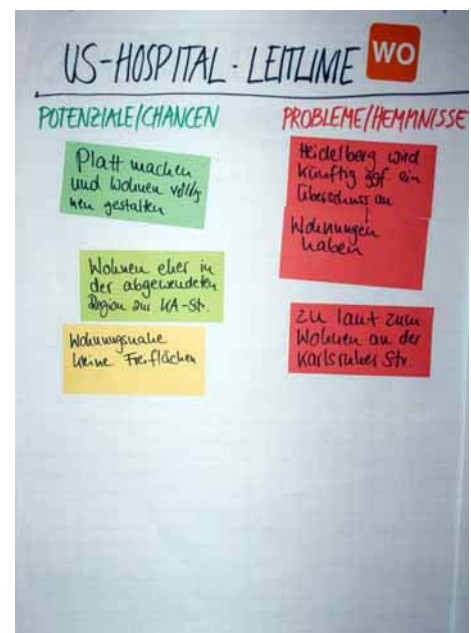 US-HOSPITAL - LEITLINIE WO
POTENZIALE/CHANCEN
Platt machen
und Wohnen völlig
neu gestalten
Wohnen eher in
der abgewendeten
Region zur KA-Str.
Wohnungsnahe
kleine Freiflächen
PROBLEME/HEMMNISSE
Heidelberg wird
künftig ggf. ein
Überschuss an
Wohnungen
haben
zu laut zum
Wohnen an der
Karlsruher Str.